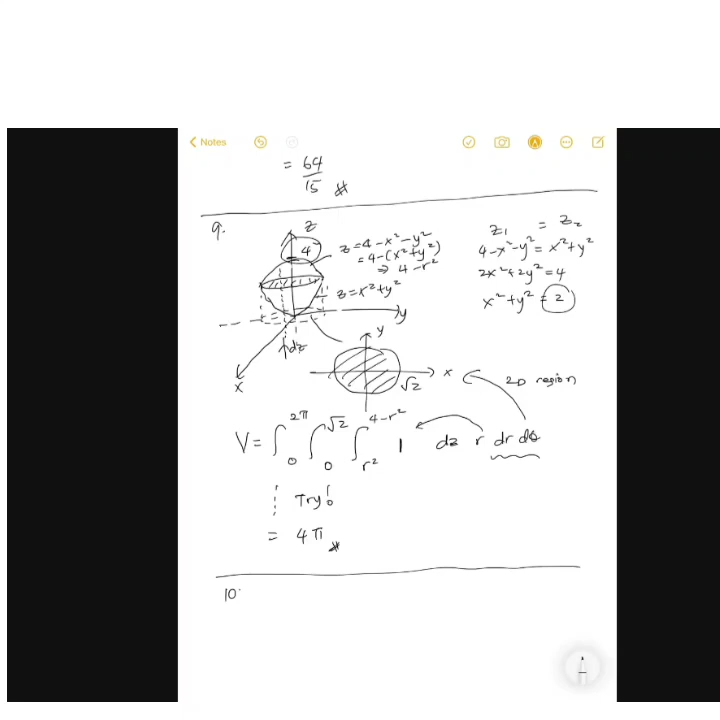 Notes
= 64/15
9.
z
4
z=4-x²-y²
=4-(x²+y²)
⇒ 4-r²
z=x²+y²
y
x
dz
z₁ = z₂
4-x²-y²=x²+y²
2x²+2y²=4
x²+y²=2
y
x
√2
2D region
V= ∫₀^2π ∫₀^√2 ∫_r²^4-r² 1 dz r dr dθ
Try!
= 4π
10.